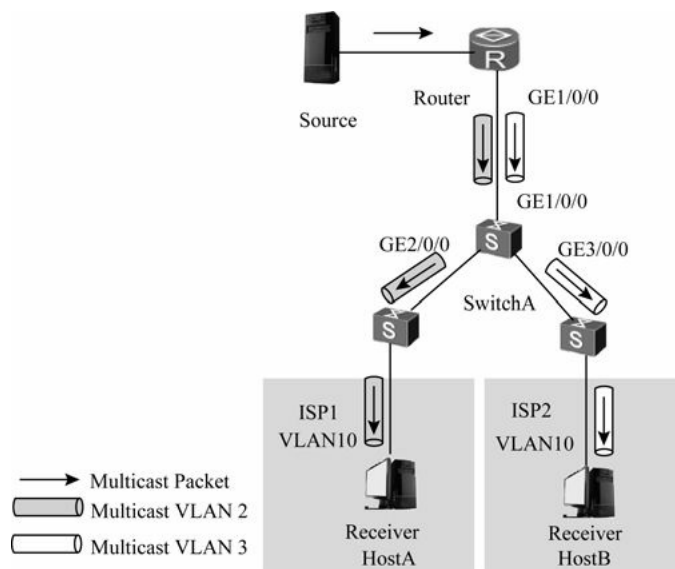 R
Router
GE1/0/0
Source
GE1/0/0
GE2/0/0
S
GE3/0/0
SwitchA
S
S
ISP1
VLAN10
ISP2
VLAN10
Multicast Packet
Multicast VLAN 2
Multicast VLAN 3
Receiver
HostA
Receiver
HostB